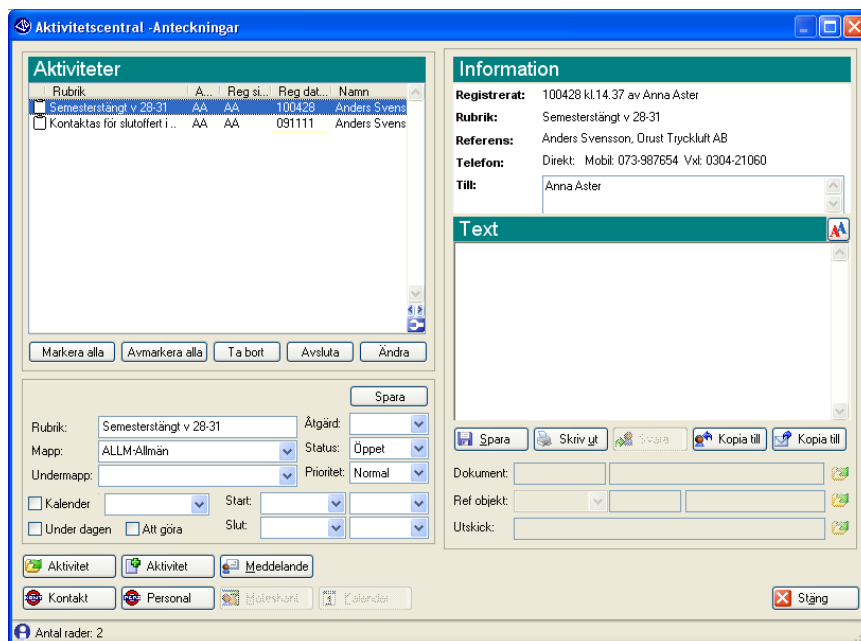 Aktivitetscentral -Anteckningar
Aktiviteter
Rubrik A... Reg si... Reg dat... Namn
Semesterstängt v 28-31 AA AA 100428 Anders Svens
Kontaktas för slutoffert i .. AA AA 091111 Anders Svens
Markera alla Avmarkera alla Ta bort Avsluta Ändra
Spara
Rubrik: Semesterstängt v 28-31 Åtgärd:
Mapp: ALLM-Allmän Status: Öppet
Undermapp: Prioritet: Normal
Kalender Start:
Under dagen Att göra Slut:
Aktivitet Aktivitet Meddelande
Kontakt Personal Möteshant Kalender
Antal rader: 2
Information
Registrerat: 100428 kl.14.37 av Anna Aster
Rubrik: Semesterstängt v 28-31
Referens: Anders Svensson, Orust Tryckluft AB
Telefon: Direkt: Mobil: 073-987654 Vxl: 0304-21060
Till: Anna Aster
Text
Spara Skriv ut Svara Kopia till Kopia till
Dokument:
Ref objekt:
Utskick:
Stäng